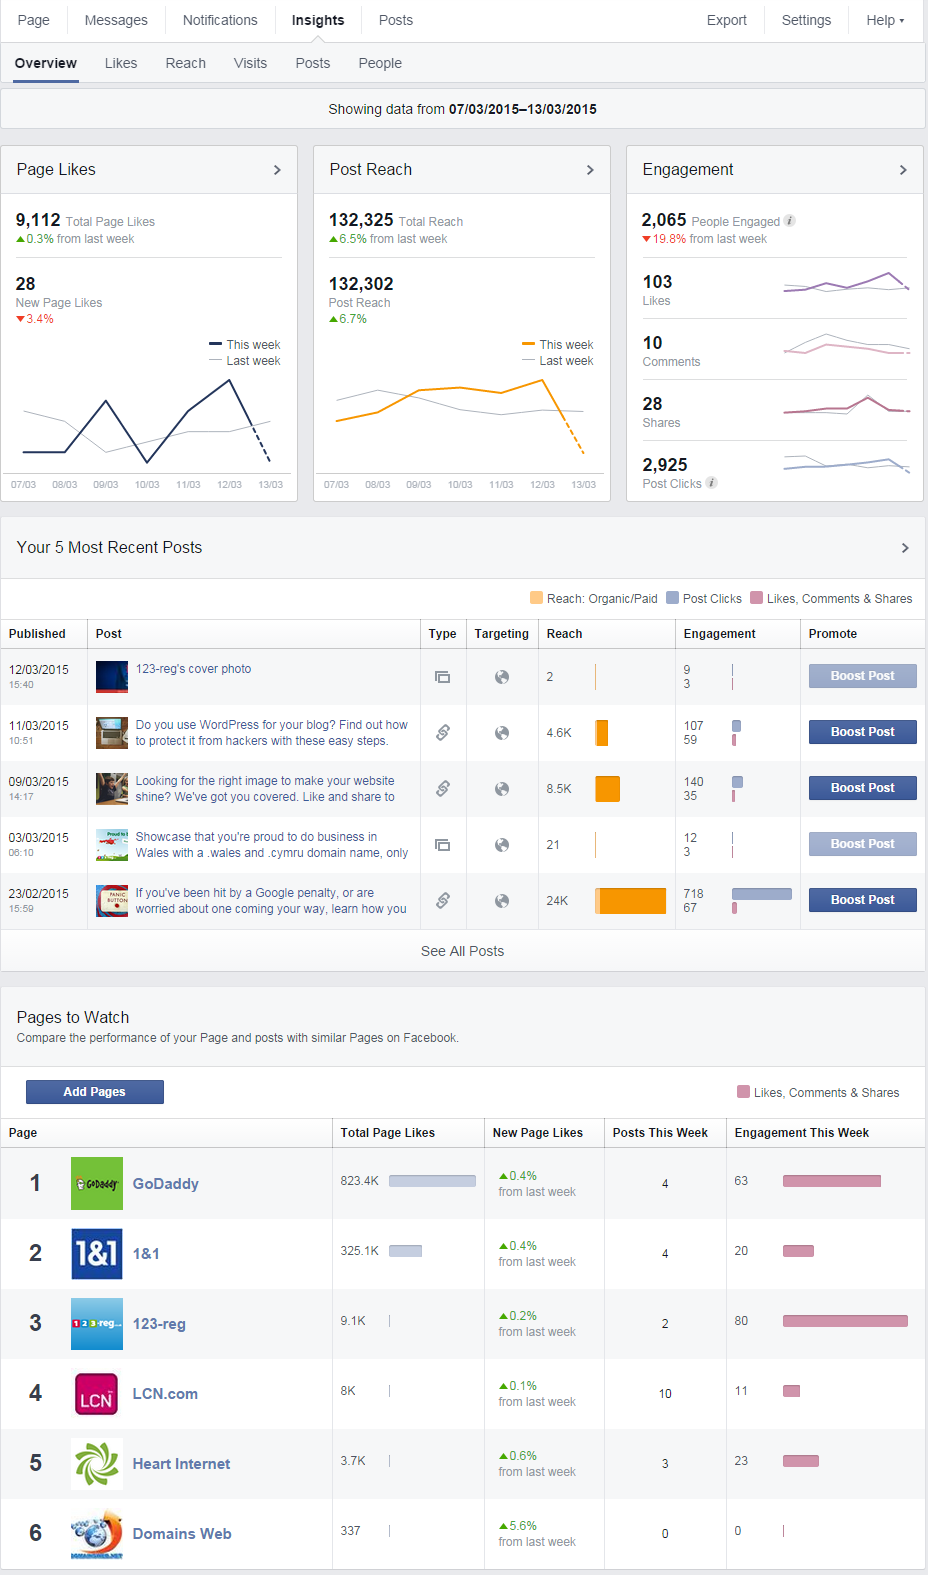 Page Messages Notifications Insights Posts Export Settings Help
Overview Likes Reach Visits Posts People
Showing data from 07/03/2015–13/03/2015
Page Likes
9,112 Total Page Likes
0.3% from last week
28
New Page Likes
3.4%
This week
Last week
07/03 08/03 09/03 10/03 11/03 12/03 13/03
Post Reach
132,325 Total Reach
6.5% from last week
132,302
Post Reach
6.7%
This week
Last week
07/03 08/03 09/03 10/03 11/03 12/03 13/03
Engagement
2,065 People Engaged i
19.8% from last week
103
Likes
10
Comments
28
Shares
2,925
Post Clicks i
Your 5 Most Recent Posts
Reach: Organic/Paid Post Clicks Likes, Comments & Shares
Published Post Type Targeting Reach Engagement Promote
12/03/2015
15:40
123-reg's cover photo
2
9
3
Boost Post
11/03/2015
10:51
Do you use WordPress for your blog? Find out how
to protect it from hackers with these easy steps.
4.6K
107
59
Boost Post
09/03/2015
14:17
Looking for the right image to make your website
shine? We've got you covered. Like and share to
8.5K
140
35
Boost Post
03/03/2015
06:10
Proud to
Showcase that you're proud to do business in
Wales with a .wales and .cymru domain name, only
21
12
3
Boost Post
23/02/2015
15:59
PANIC
BUTTON
If you've been hit by a Google penalty, or are
worried about one coming your way, learn how you
24K
718
67
Boost Post
See All Posts
Pages to Watch
Compare the performance of your Page and posts with similar Pages on Facebook.
Add Pages
Likes, Comments & Shares
Page Total Page Likes New Page Likes Posts This Week Engagement This Week
1 GoDaddy GoDaddy 823.4K 0.4% 4 63
from last week
2 1&1 1&1 325.1K 0.4% 4 20
from last week
3 123-reg 123-reg 9.1K 0.2% 2 80
from last week
4 LCN LCN.com 8K 0.1% 10 11
from last week
5 Heart Internet 3.7K 0.6% 3 23
from last week
6 Domains Web 337 5.6% 0 0
from last week
DOMAINSWEB.NET